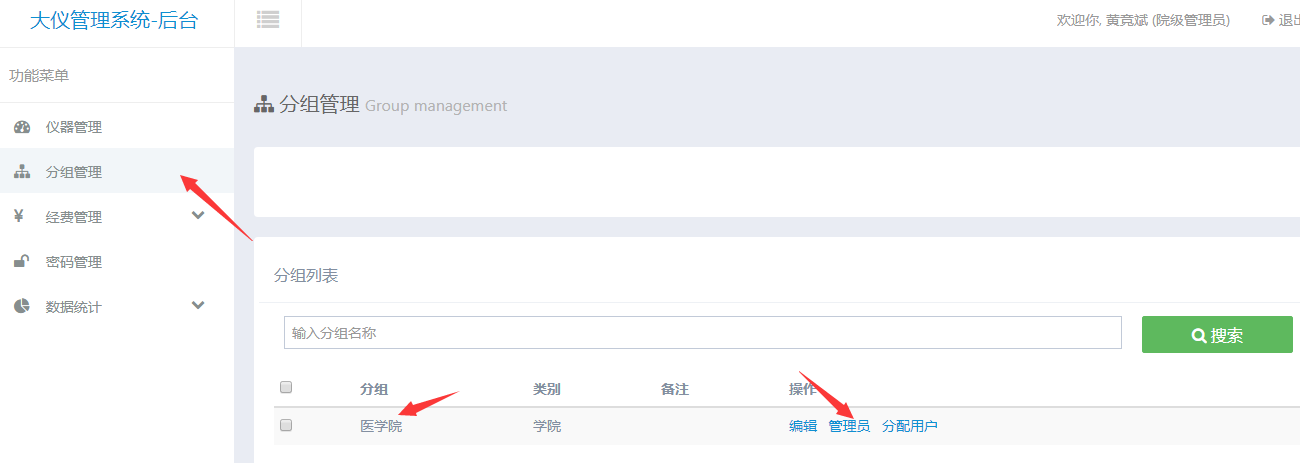 大仪管理系统-后台
欢迎你, 黄竞斌 (院级管理员) 退出
功能菜单
仪器管理
分组管理
经费管理
密码管理
数据统计
分组管理 Group management
分组列表
输入分组名称
搜索
分组 类别 备注 操作
医学院 学院 编辑 管理员 分配用户